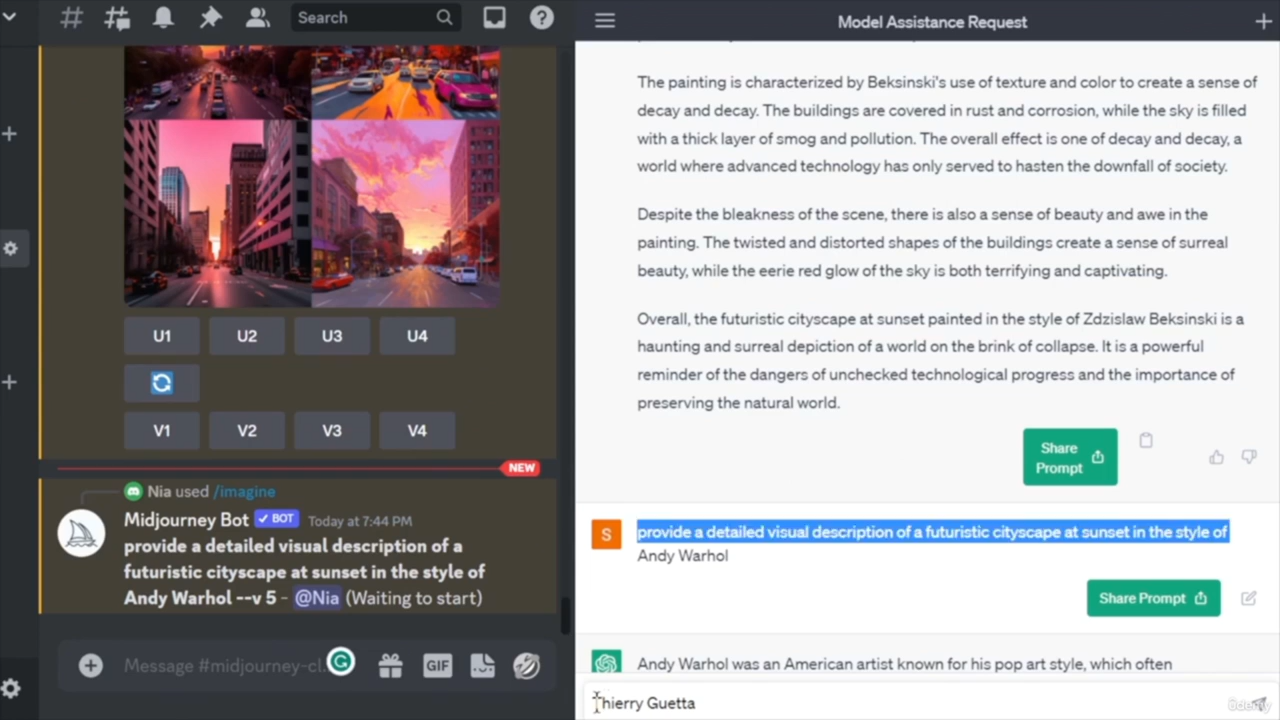 Search
U1
U2
U3
U4
V1
V2
V3
V4
NEW
Nia used /imagine
Midjourney Bot BOT Today at 7:44 PM
provide a detailed visual description of a
futuristic cityscape at sunset in the style of
Andy Warhol --v 5 - @Nia (Waiting to start)
Message #midjourney-cl.
GIF
Model Assistance Request
The painting is characterized by Beksinski's use of texture and color to create a sense of
decay and decay. The buildings are covered in rust and corrosion, while the sky is filled
with a thick layer of smog and pollution. The overall effect is one of decay and decay, a
world where advanced technology has only served to hasten the downfall of society.
Despite the bleakness of the scene, there is also a sense of beauty and awe in the
painting. The twisted and distorted shapes of the buildings create a sense of surreal
beauty, while the eerie red glow of the sky is both terrifying and captivating.
Overall, the futuristic cityscape at sunset painted in the style of Zdzislaw Beksinski is a
haunting and surreal depiction of a world on the brink of collapse. It is a powerful
reminder of the dangers of unchecked technological progress and the importance of
preserving the natural world.
Share
Prompt
S
provide a detailed visual description of a futuristic cityscape at sunset in the style of
Andy Warhol
Share Prompt
Andy Warhol was an American artist known for his pop art style, which often
Thierry Guetta
ûdemy